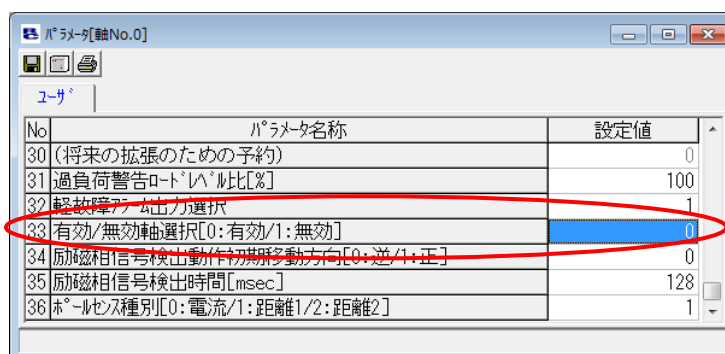 ﾊﾟﾗﾒｰﾀ[軸No.0]
ﾕｰｻﾞ
No ﾊﾟﾗﾒｰﾀ名称 設定値
30 (将来の拡張のための予約) 0
31 過負荷警告ﾛｰﾄﾞﾚﾍﾞﾙ比[%] 100
32 軽故障ｱﾗｰﾑ出力選択 1
33 有効/無効軸選択[0:有効/1:無効] 0
34 励磁相信号検出動作初期移動方向[0:逆/1:正] 0
35 励磁相信号検出時間[msec] 128
36 ﾎﾟｰﾙｾﾝｽ種別[0:電流/1:距離1/2:距離2] 1